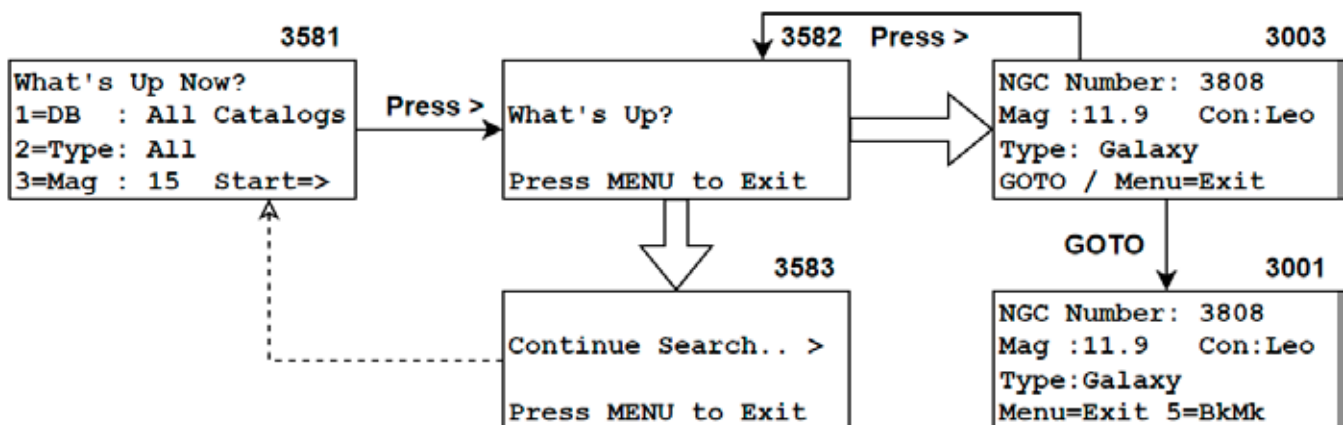 3581
What's Up Now?
1=DB  : All Catalogs
2=Type: All
3=Mag : 15  Start=>
Press >
3582
What's Up?
Press MENU to Exit
Press >
3003
NGC Number: 3808
Mag :11.9   Con:Leo
Type: Galaxy
GOTO / Menu=Exit
3583
Continue Search.. >
Press MENU to Exit
GOTO
3001
NGC Number: 3808
Mag :11.9   Con:Leo
Type:Galaxy
Menu=Exit 5=BkMk